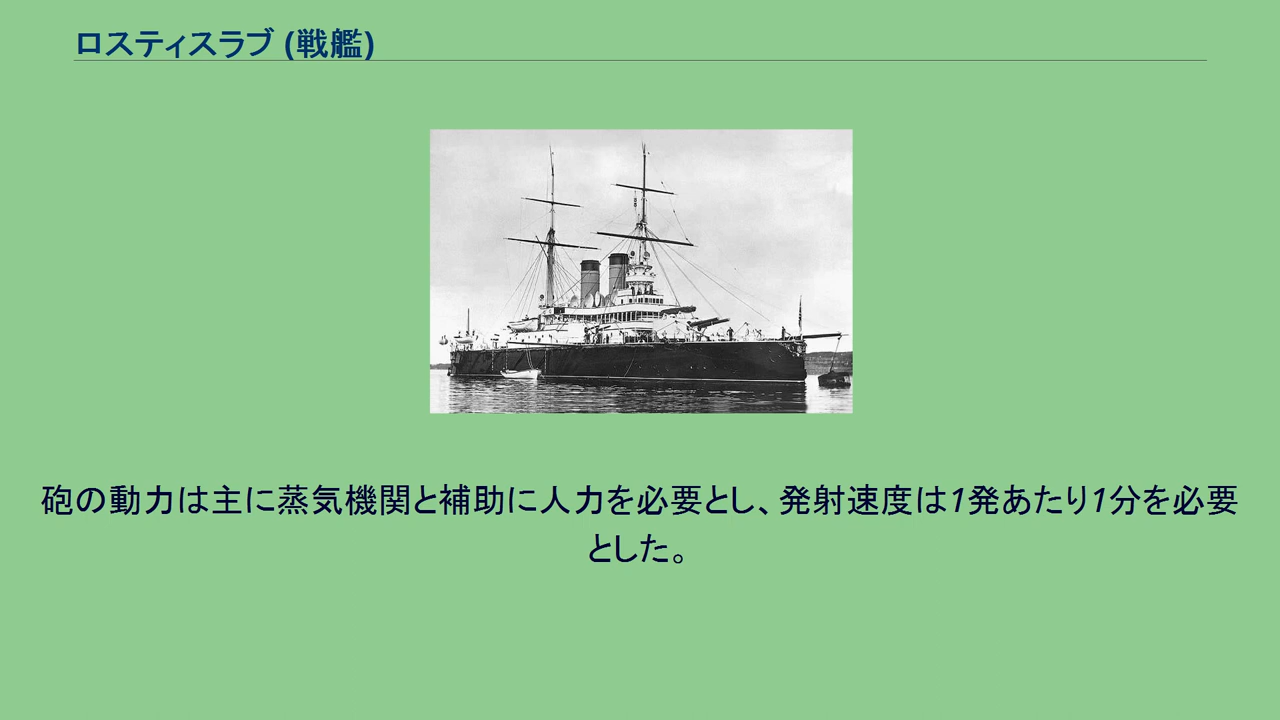 ロスティスラブ (戦艦)
砲の動力は主に蒸気機関と補助に人力を必要とし、発射速度は1発あたり1分を必要
とした。